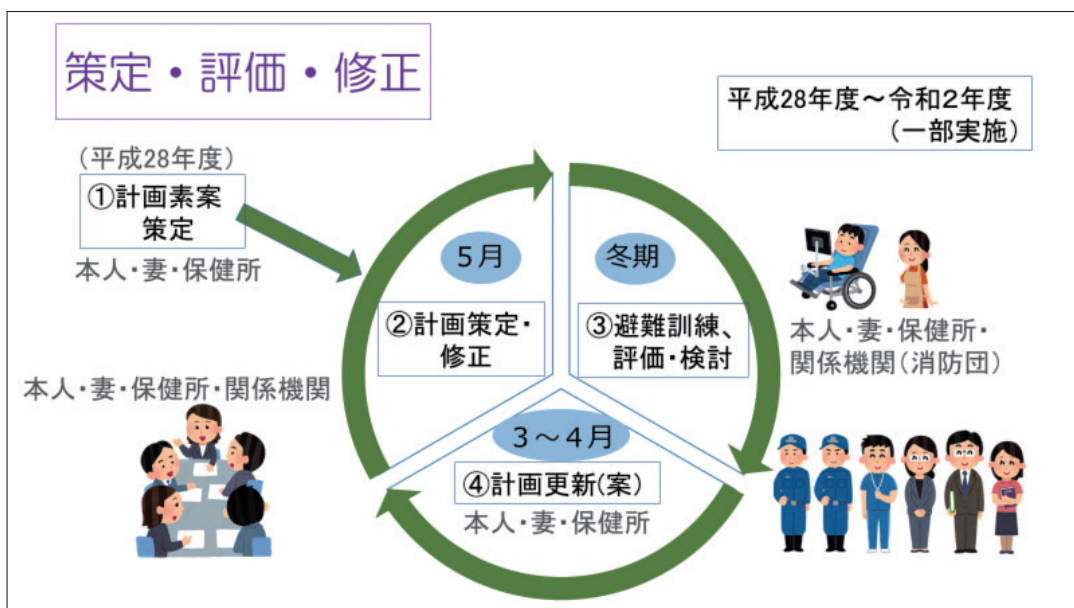 策定・評価・修正
平成28年度～令和2年度
(一部実施)
(平成28年度)
①計画素案
策定
本人・妻・保健所
5月
②計画策定・
修正
本人・妻・保健所・関係機関
冬期
③避難訓練、
評価・検討
本人・妻・保健所・
関係機関(消防団)
3～4月
④計画更新(案)
本人・妻・保健所